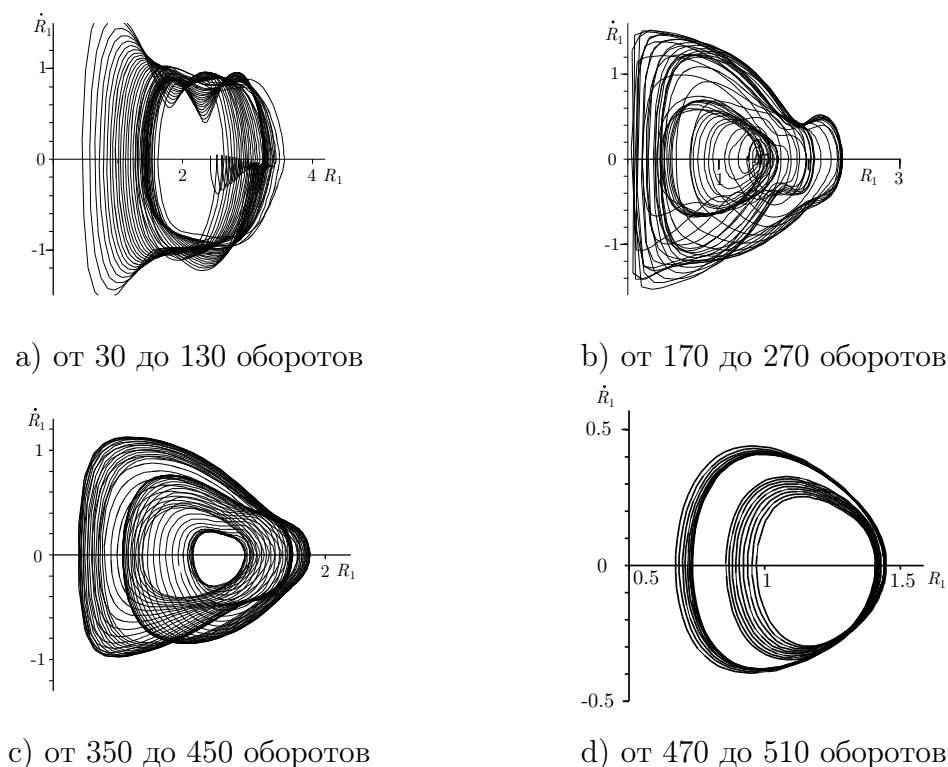 Ṙ₁
1
0
2
4
R₁
-1
a) от 30 до 130 оборотов
Ṙ₁
1
0
1
R₁
3
-1
b) от 170 до 270 оборотов
Ṙ₁
1
0
2
R₁
-1
c) от 350 до 450 оборотов
Ṙ₁
0.5
0
0.5
1
1.5
R₁
-0.5
d) от 470 до 510 оборотов